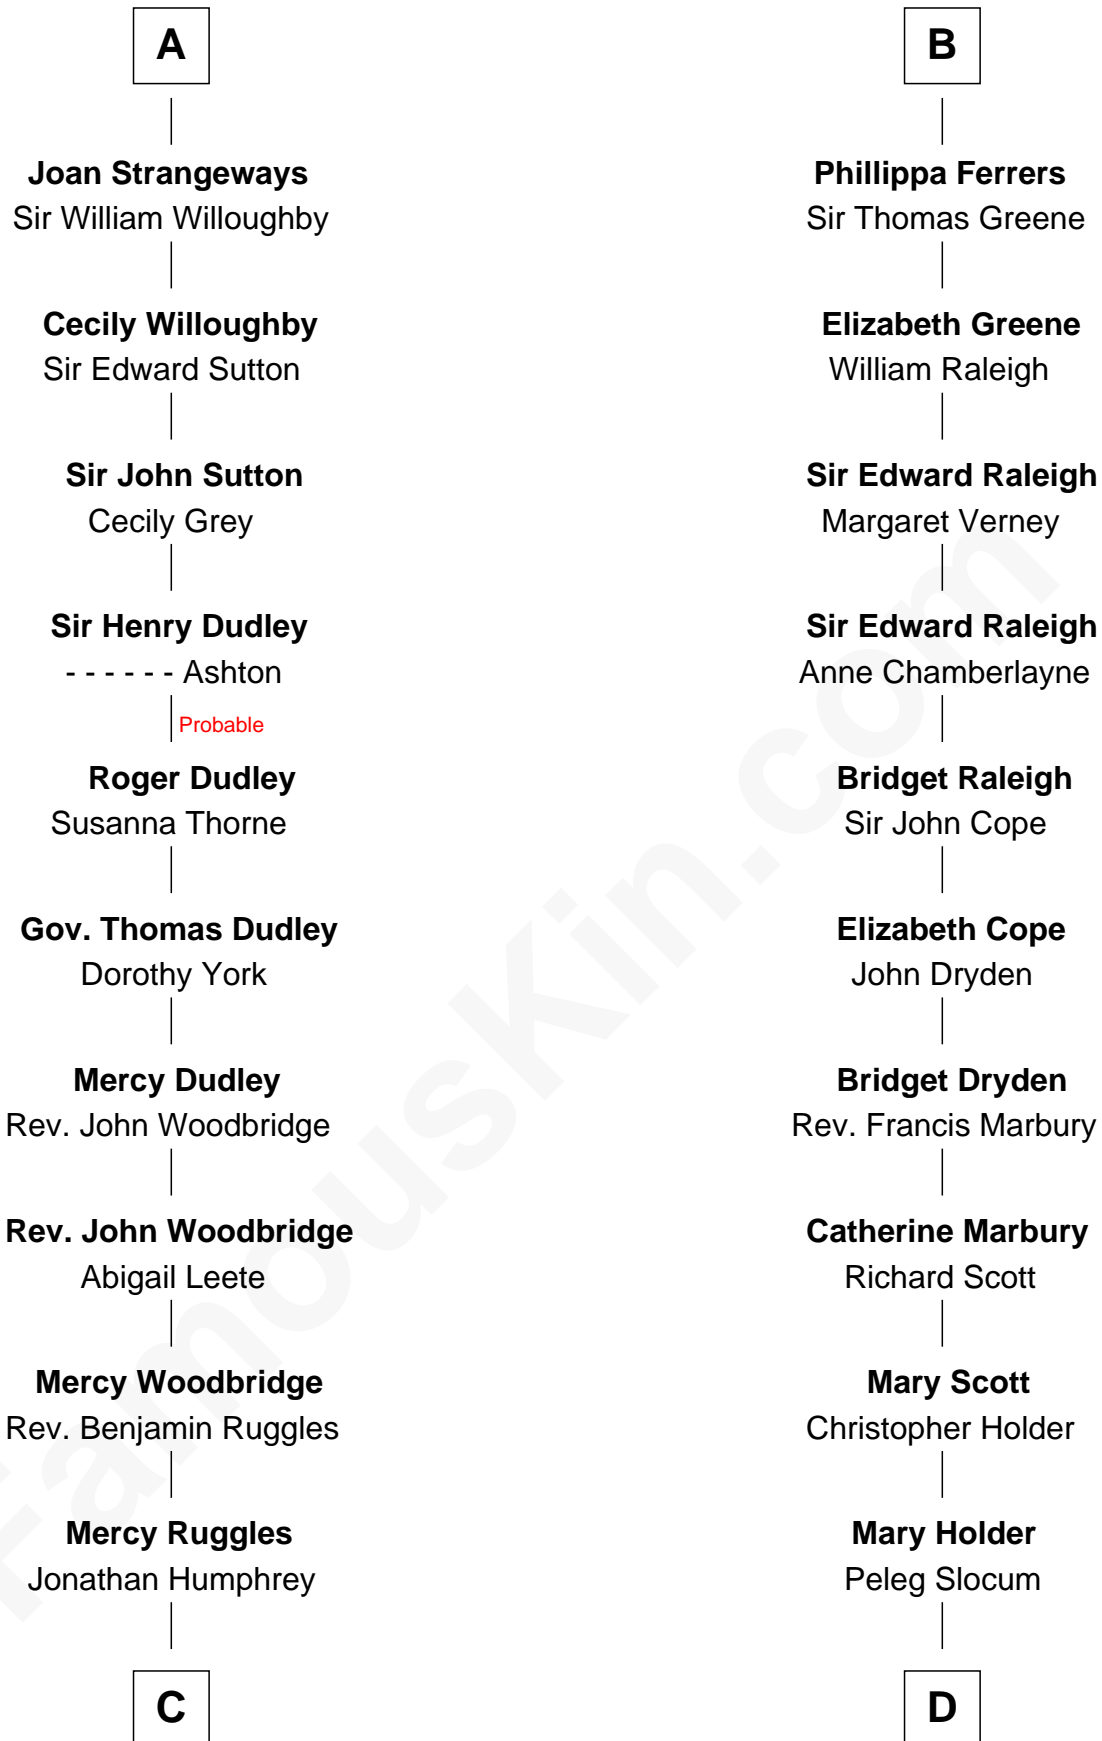 A
Joan Strangeways
Sir William Willoughby
Cecily Willoughby
Sir Edward Sutton
Sir John Sutton
Cecily Grey
Sir Henry Dudley
- - - - - - Ashton
Probable
Roger Dudley
Susanna Thorne
Gov. Thomas Dudley
Dorothy York
Mercy Dudley
Rev. John Woodbridge
Rev. John Woodbridge
Abigail Leete
Mercy Woodbridge
Rev. Benjamin Ruggles
Mercy Ruggles
Jonathan Humphrey
C
B
Phillippa Ferrers
Sir Thomas Greene
Elizabeth Greene
William Raleigh
Sir Edward Raleigh
Margaret Verney
Sir Edward Raleigh
Anne Chamberlayne
Bridget Raleigh
Sir John Cope
Elizabeth Cope
John Dryden
Bridget Dryden
Rev. Francis Marbury
Catherine Marbury
Richard Scott
Mary Scott
Christopher Holder
Mary Holder
Peleg Slocum
D
FamousKin.com